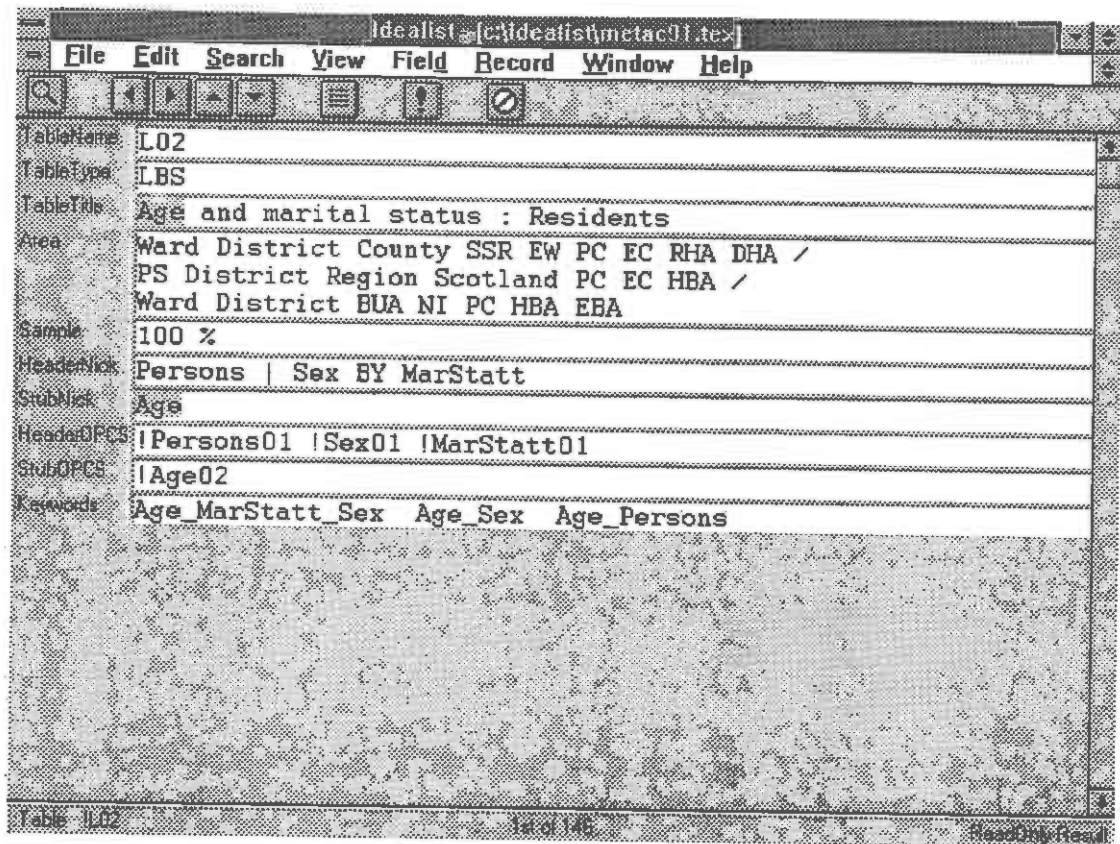 Idealist - [c:\idealist\metac91.tex]
File Edit Search View Field Record Window Help
TableName L02
TableType LBS
TableTitle Age and marital status : Residents
Area Ward District County SSR EW PC EC RHA DHA /
PS District Region Scotland PC EC HBA /
Ward District BUA NI PC HBA EBA
Sample 100 %
HeaderNick Persons | Sex BY MarStatt
StubNick Age
HeaderOPCS !Persons01 !Sex01 !MarStatt01
StubOPCS !Age02
Keywords Age_MarStatt_Sex Age_Sex Age_Persons
Table 1st of 145 ReadOnly